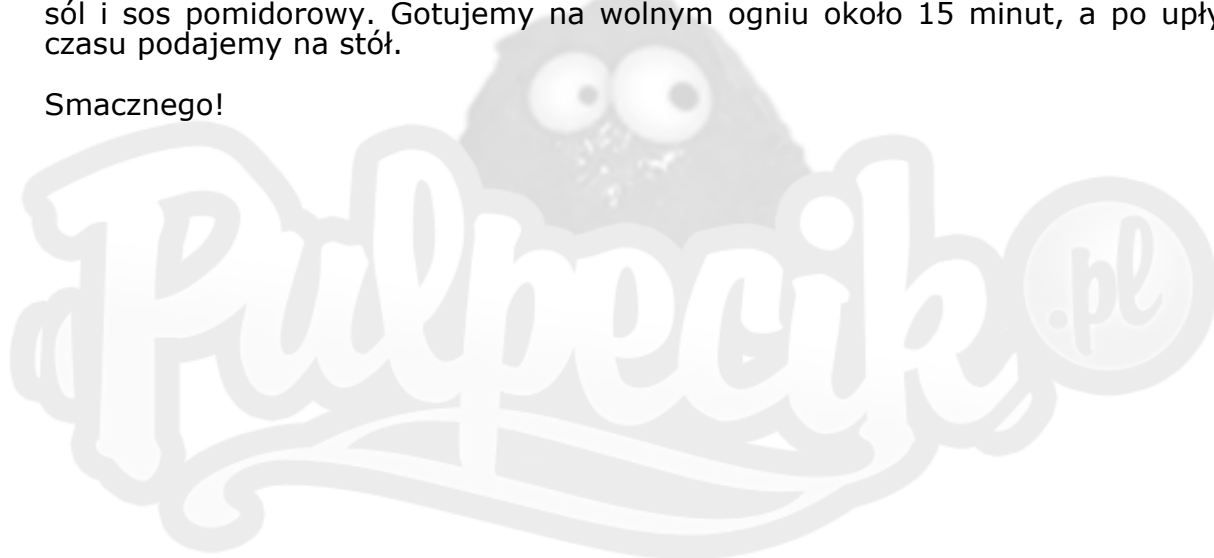 sól i sos pomidorowy. Gotujemy na wolnym ogniu około 15 minut, a po
czasu podajemy na stół.
Smacznego!
Pulpecik.pl